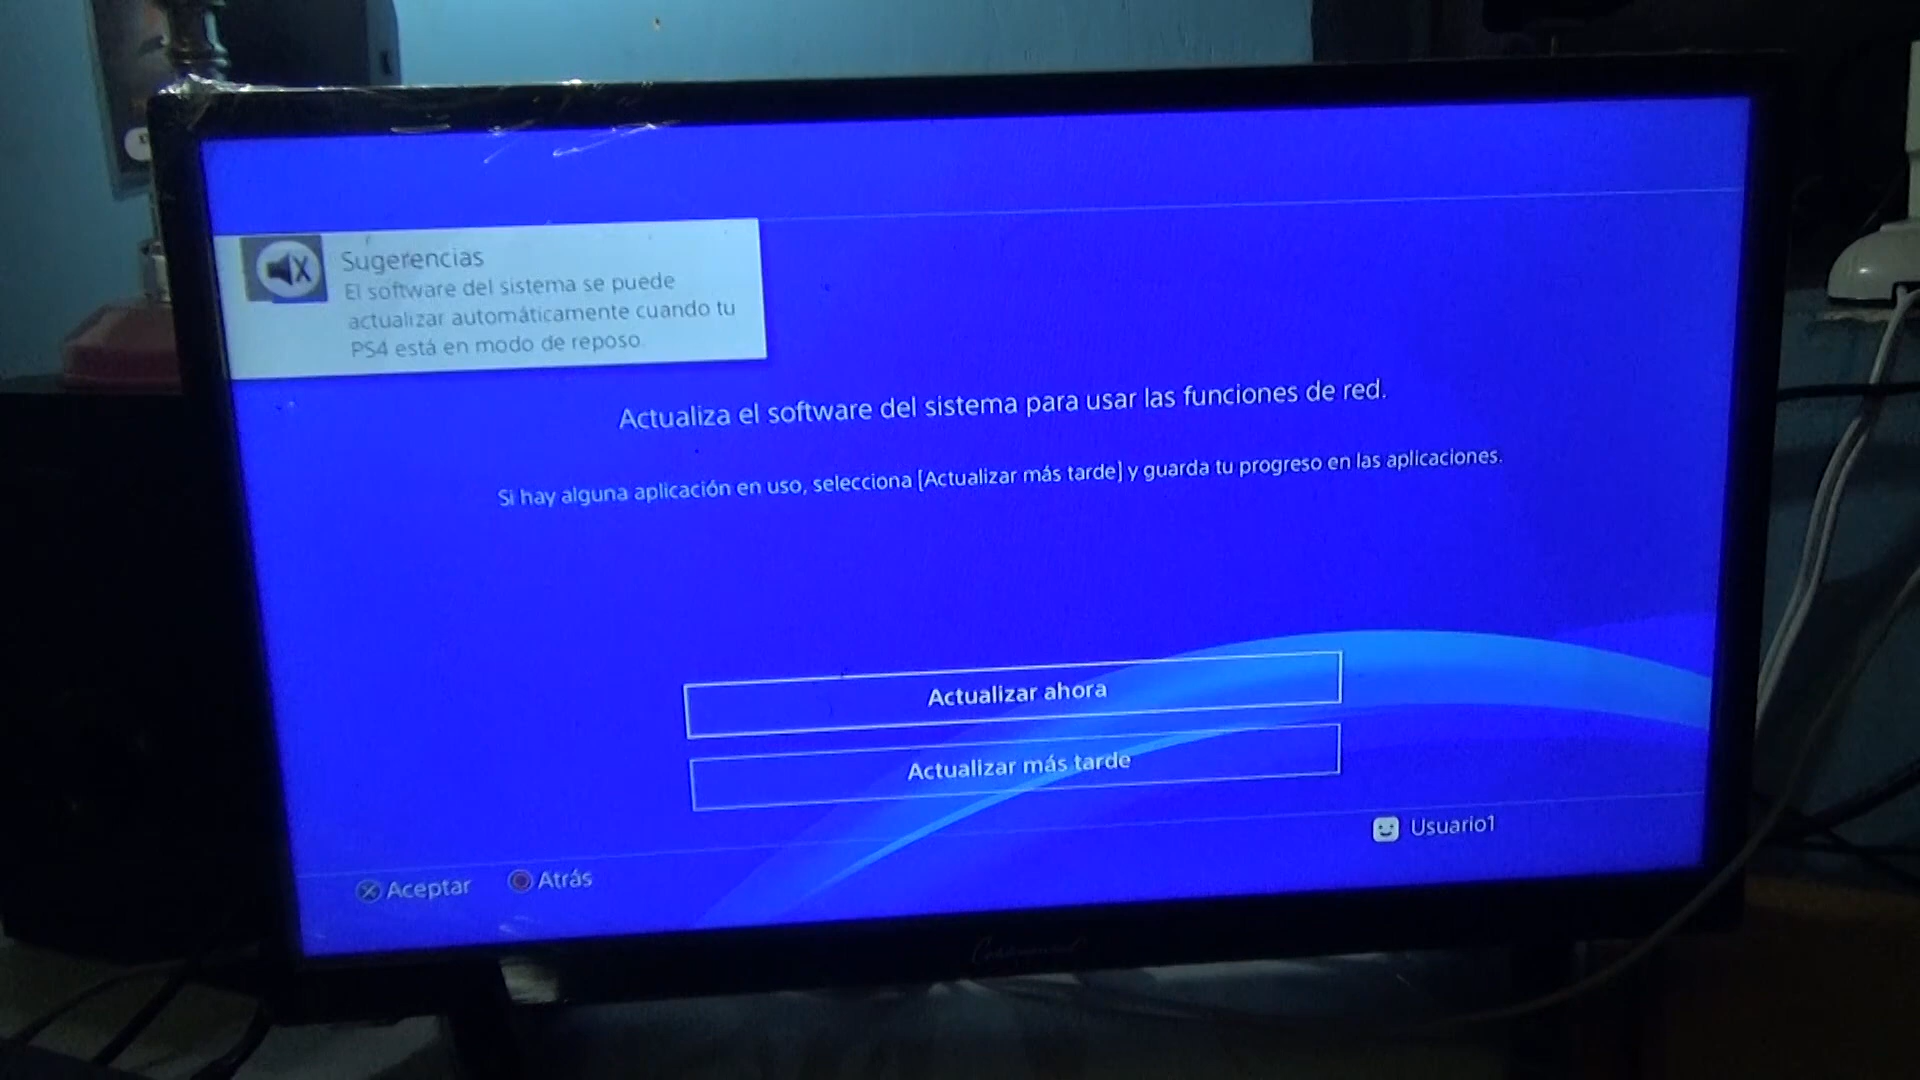 Sugerencias
El software del sistema se puede
actualizar automáticamente cuando tu
PS4 está en modo de reposo.
Actualiza el software del sistema para usar las funciones de red.
Si hay alguna aplicación en uso, selecciona [Actualizar más tarde] y guarda tu progreso en las aplicaciones.
Actualizar ahora
Actualizar más tarde
Usuario1
Aceptar
Atrás